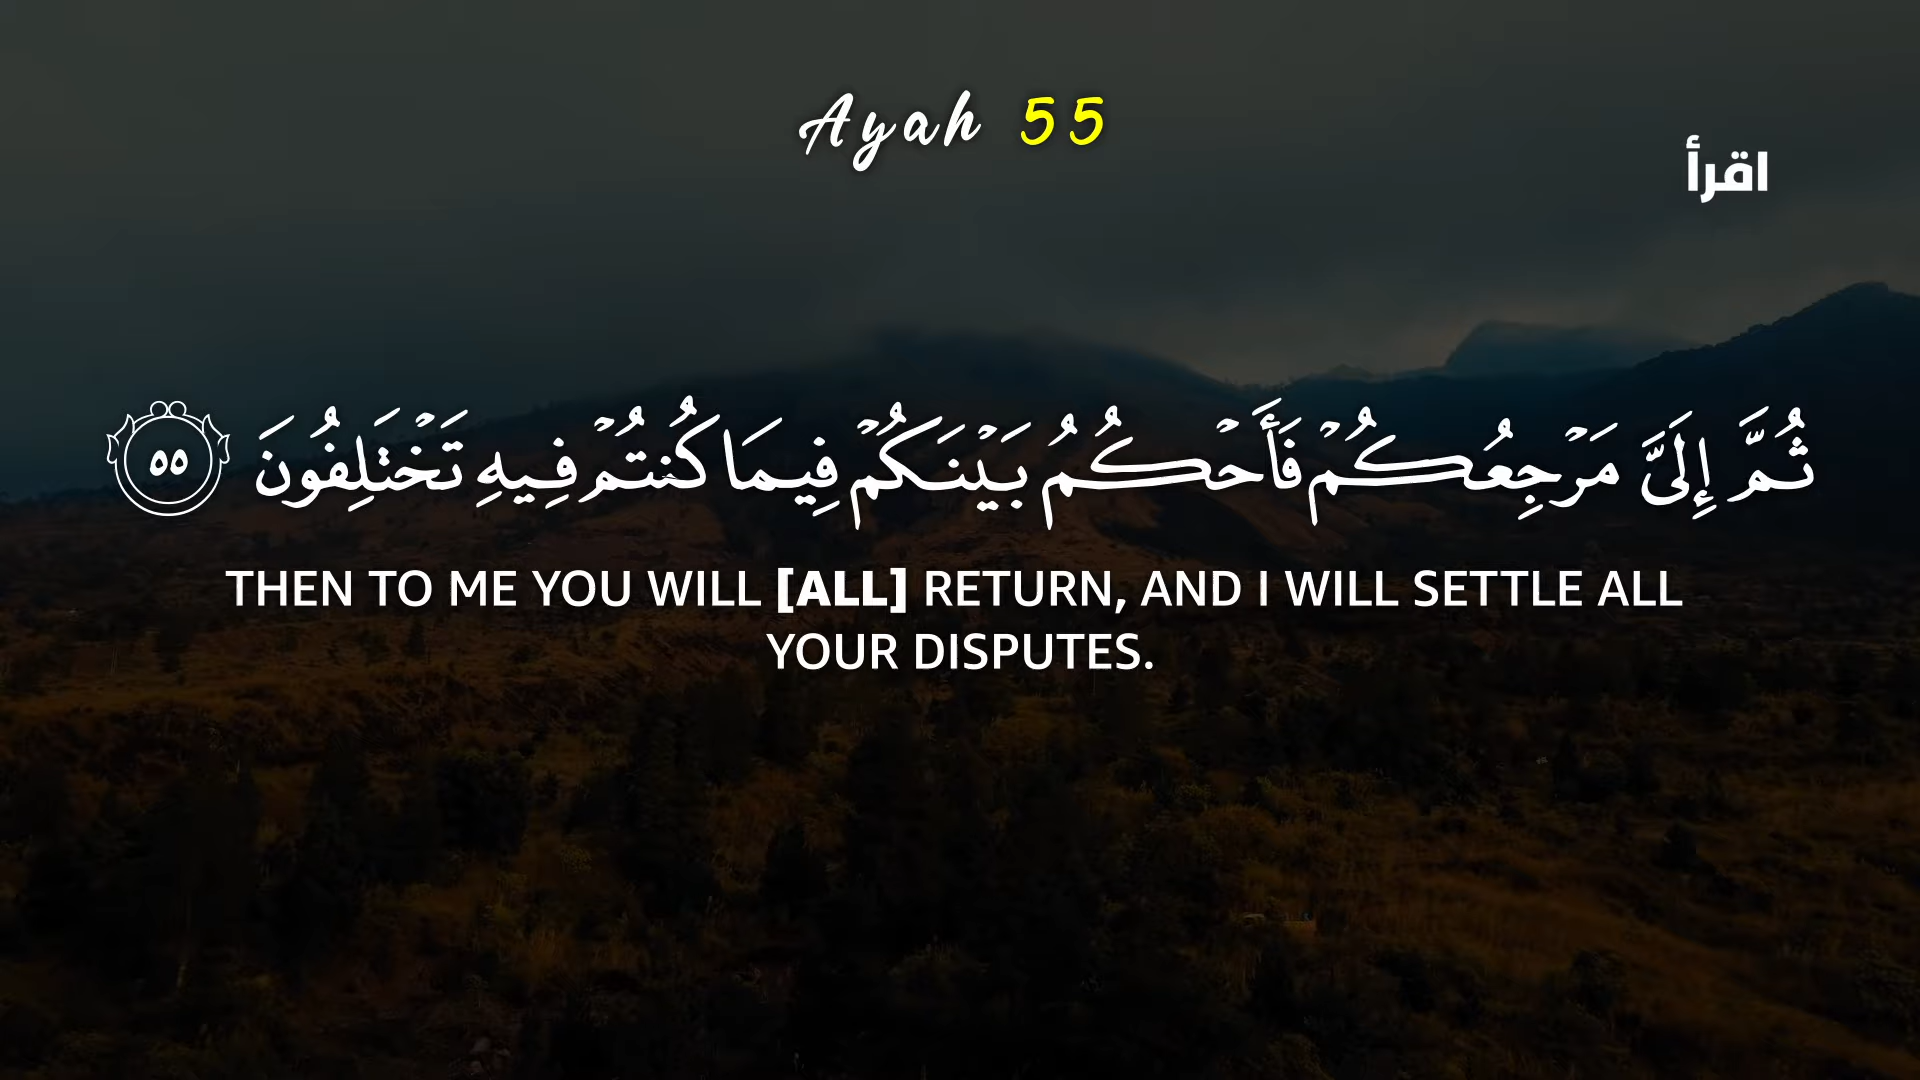 Ayah 55
اقرأ
ثُمَّ إِلَىَّ مَرْجِعُكُمْ فَأَحْكُمُ بَيْنَكُمْ فِيمَا كُنتُمْ فِيهِ تَخْتَلِفُونَ ٥٥
THEN TO ME YOU WILL [ALL] RETURN, AND I WILL SETTLE ALL
YOUR DISPUTES.